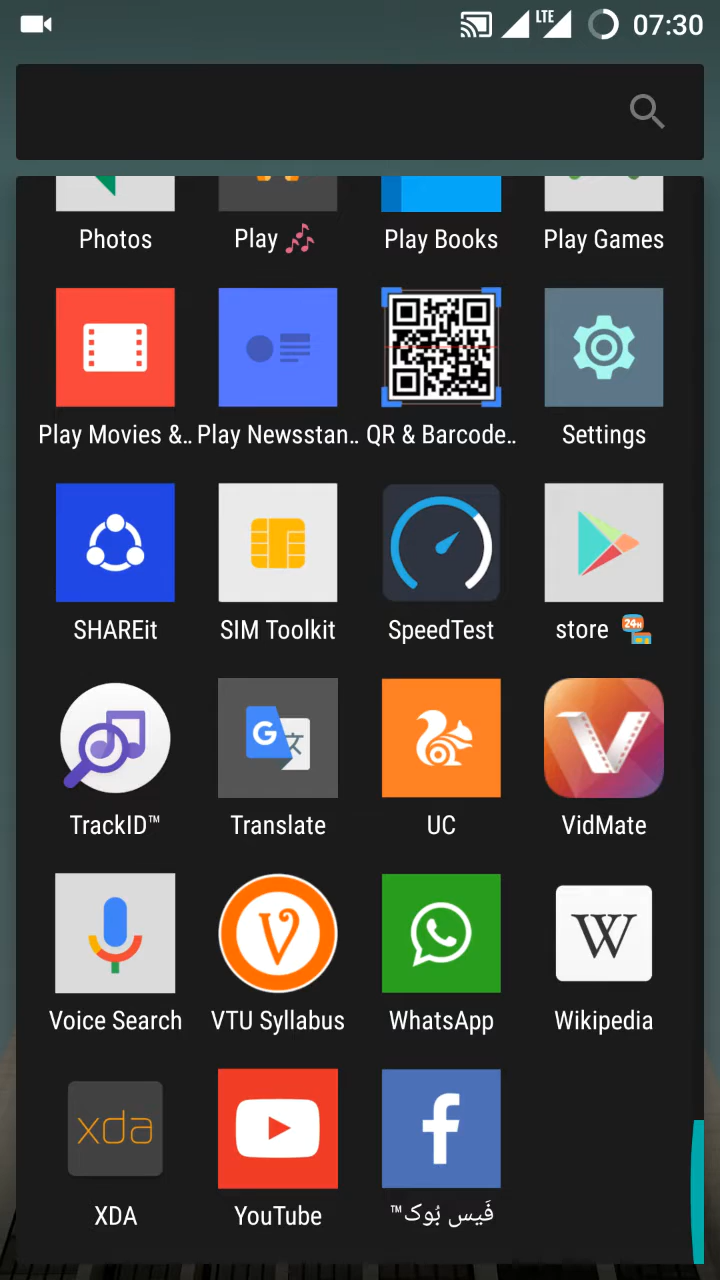 LTE 07:30
Photos Play 🎶 Play Books Play Games
Play Movies &.. Play Newsstan.. QR & Barcode.. Settings
SHAREit SIM Toolkit SpeedTest store 🏪
24H
G 文
TrackID™ Translate UC VidMate
V W
Voice Search VTU Syllabus WhatsApp Wikipedia
xda f
XDA YouTube فَیس بُوک™